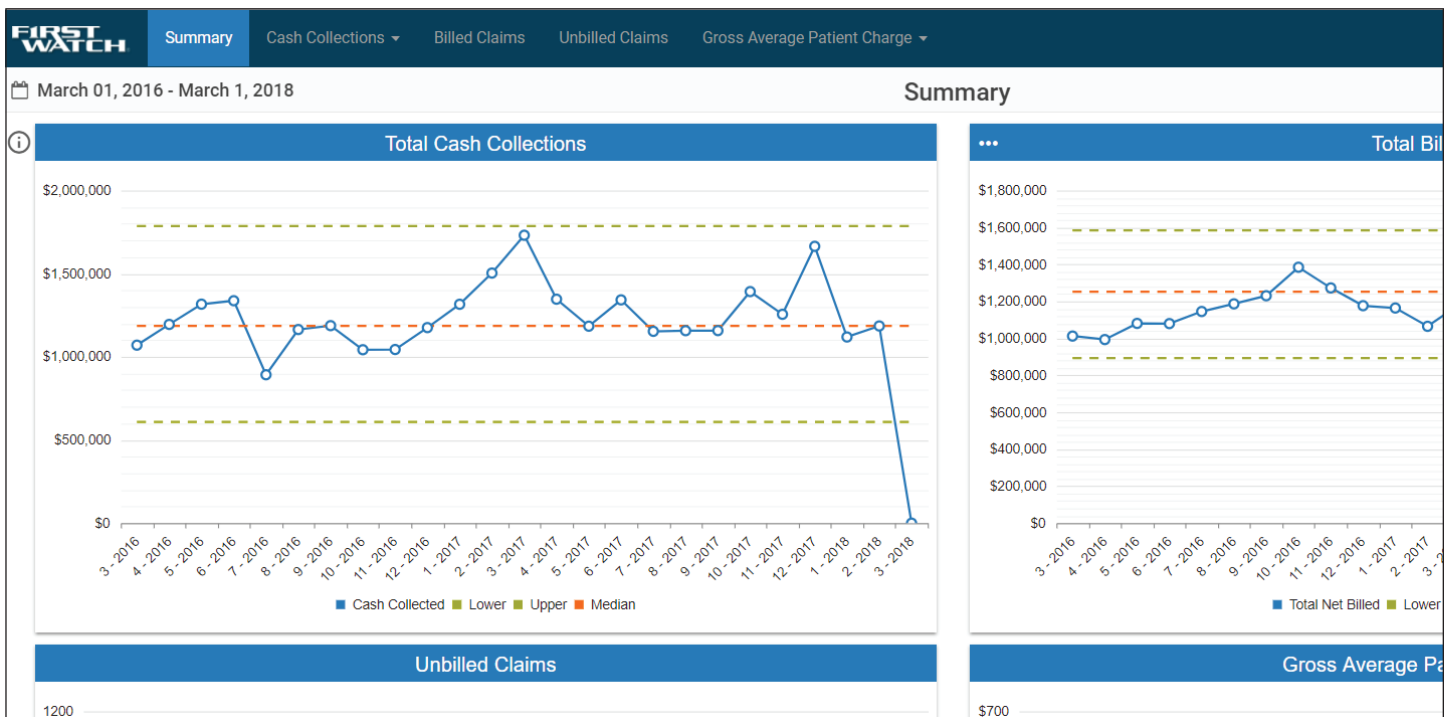 FIRST WATCH
Summary
Cash Collections
Billed Claims
Unbilled Claims
Gross Average Patient Charge
March 01, 2016 - March 1, 2018
Summary
Total Cash Collections
$2,000,000
$1,500,000
$1,000,000
$500,000
$0
3 - 2016
4 - 2016
5 - 2016
6 - 2016
7 - 2016
8 - 2016
9 - 2016
10 - 2016
11 - 2016
12 - 2016
1 - 2017
2 - 2017
3 - 2017
4 - 2017
5 - 2017
6 - 2017
7 - 2017
8 - 2017
9 - 2017
10 - 2017
11 - 2017
12 - 2017
1 - 2018
2 - 2018
3 - 2018
Cash Collected Lower Upper Median
Total Bil
$1,800,000
$1,600,000
$1,400,000
$1,200,000
$1,000,000
$800,000
$600,000
$400,000
$200,000
$0
3 - 2016
4 - 2016
5 - 2016
6 - 2016
7 - 2016
8 - 2016
9 - 2016
10 - 2016
11 - 2016
12 - 2016
1 - 2017
2 - 2017
3 - 2
Total Net Billed Lower
Unbilled Claims
1200
Gross Average Pa
$700